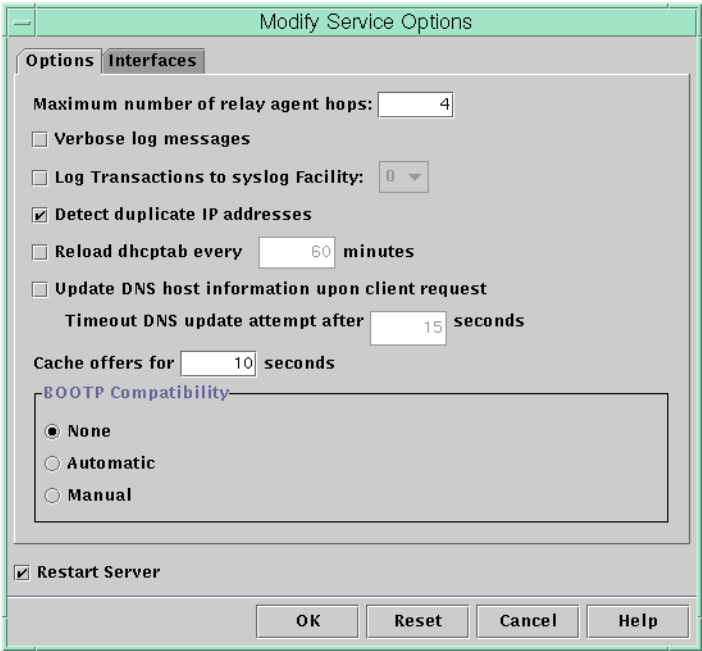 Modify Service Options
Options Interfaces
Maximum number of relay agent hops: 4
Verbose log messages
Log Transactions to syslog Facility: 0
Detect duplicate IP addresses
Reload dhcptab every 60 minutes
Update DNS host information upon client request
Timeout DNS update attempt after 15 seconds
Cache offers for 10 seconds
BOOTP Compatibility
None
Automatic
Manual
Restart Server
OK Reset Cancel Help